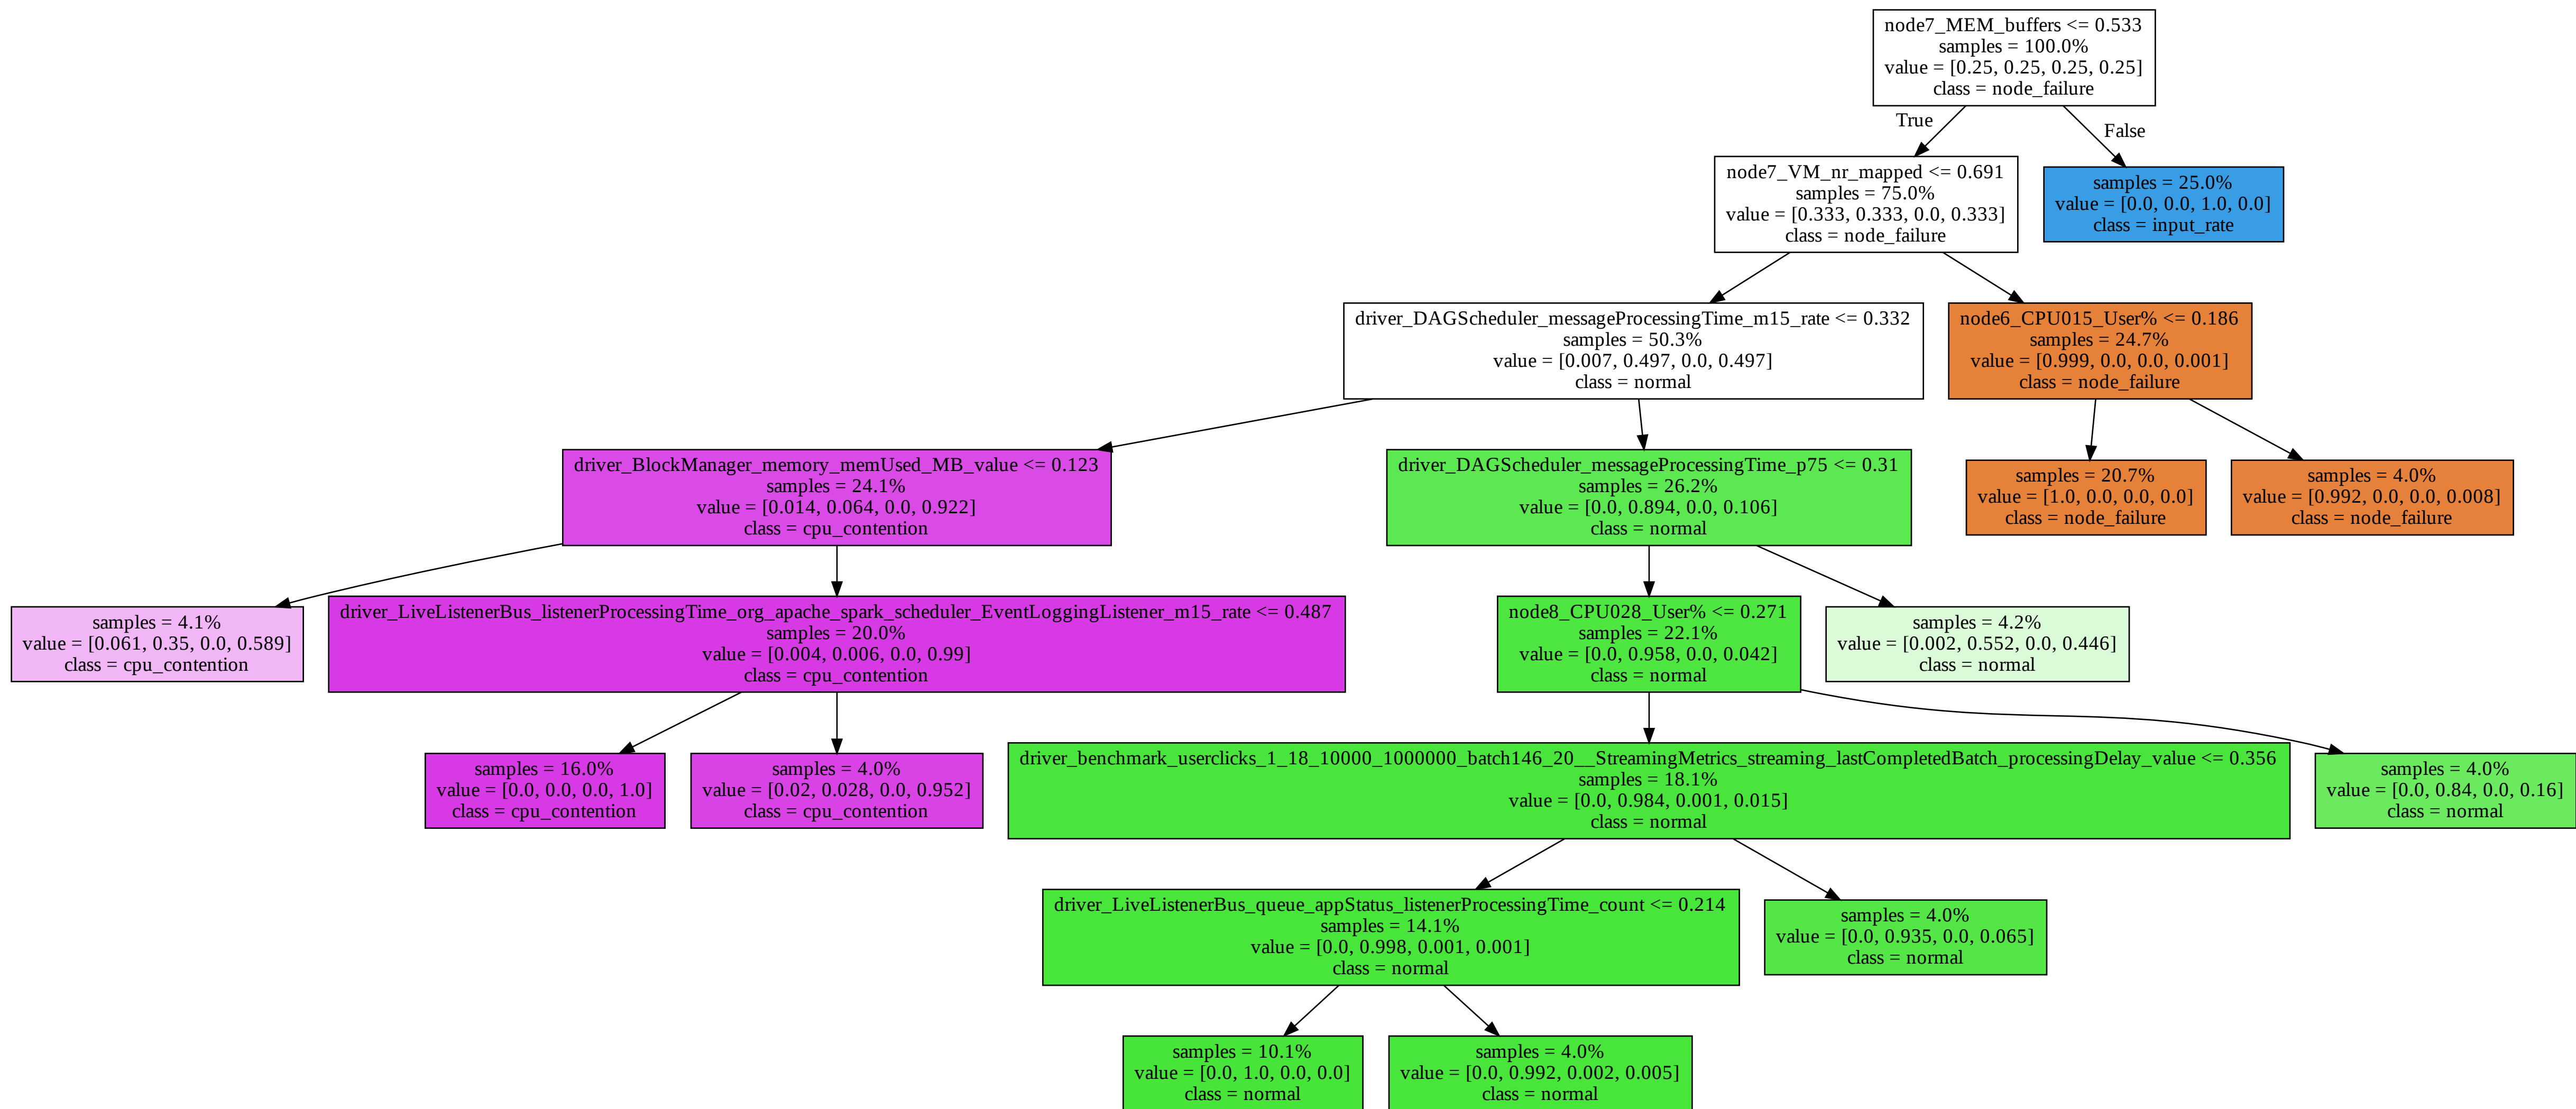 node7_MEM_buffers <= 0.533
samples = 100.0%
value = [0.25, 0.25, 0.25, 0.25]
class = node_failure
True
False
node7_VM_nr_mapped <= 0.691
samples = 75.0%
value = [0.333, 0.333, 0.0, 0.333]
class = node_failure
samples = 25.0%
value = [0.0, 0.0, 1.0, 0.0]
class = input_rate
driver_DAGScheduler_messageProcessingTime_m15_rate <= 0.332
samples = 50.3%
value = [0.007, 0.497, 0.0, 0.497]
class = normal
node6_CPU015_User% <= 0.186
samples = 24.7%
value = [0.999, 0.0, 0.0, 0.001]
class = node_failure
driver_BlockManager_memory_memUsed_MB_value <= 0.123
samples = 24.1%
value = [0.014, 0.064, 0.0, 0.922]
class = cpu_contention
driver_DAGScheduler_messageProcessingTime_p75 <= 0.31
samples = 26.2%
value = [0.0, 0.894, 0.0, 0.106]
class = normal
samples = 20.7%
value = [1.0, 0.0, 0.0, 0.0]
class = node_failure
samples = 4.0%
value = [0.992, 0.0, 0.0, 0.008]
class = node_failure
samples = 4.1%
value = [0.061, 0.35, 0.0, 0.589]
class = cpu_contention
driver_LiveListenerBus_listenerProcessingTime_org_apache_spark_scheduler_EventLoggingListener_m15_rate <= 0.487
samples = 20.0%
value = [0.004, 0.006, 0.0, 0.99]
class = cpu_contention
node8_CPU028_User% <= 0.271
samples = 22.1%
value = [0.0, 0.958, 0.0, 0.042]
class = normal
samples = 4.2%
value = [0.002, 0.552, 0.0, 0.446]
class = normal
samples = 16.0%
value = [0.0, 0.0, 0.0, 1.0]
class = cpu_contention
samples = 4.0%
value = [0.02, 0.028, 0.0, 0.952]
class = cpu_contention
driver_benchmark_userclicks_1_18_10000_1000000_batch146_20__StreamingMetrics_streaming_lastCompletedBatch_processingDelay_value <= 0.356
samples = 18.1%
value = [0.0, 0.984, 0.001, 0.015]
class = normal
samples = 4.0%
value = [0.0, 0.84, 0.0, 0.16]
class = normal
driver_LiveListenerBus_queue_appStatus_listenerProcessingTime_count <= 0.214
samples = 14.1%
value = [0.0, 0.998, 0.001, 0.001]
class = normal
samples = 4.0%
value = [0.0, 0.935, 0.0, 0.065]
class = normal
samples = 10.1%
value = [0.0, 1.0, 0.0, 0.0]
class = normal
samples = 4.0%
value = [0.0, 0.992, 0.002, 0.005]
class = normal